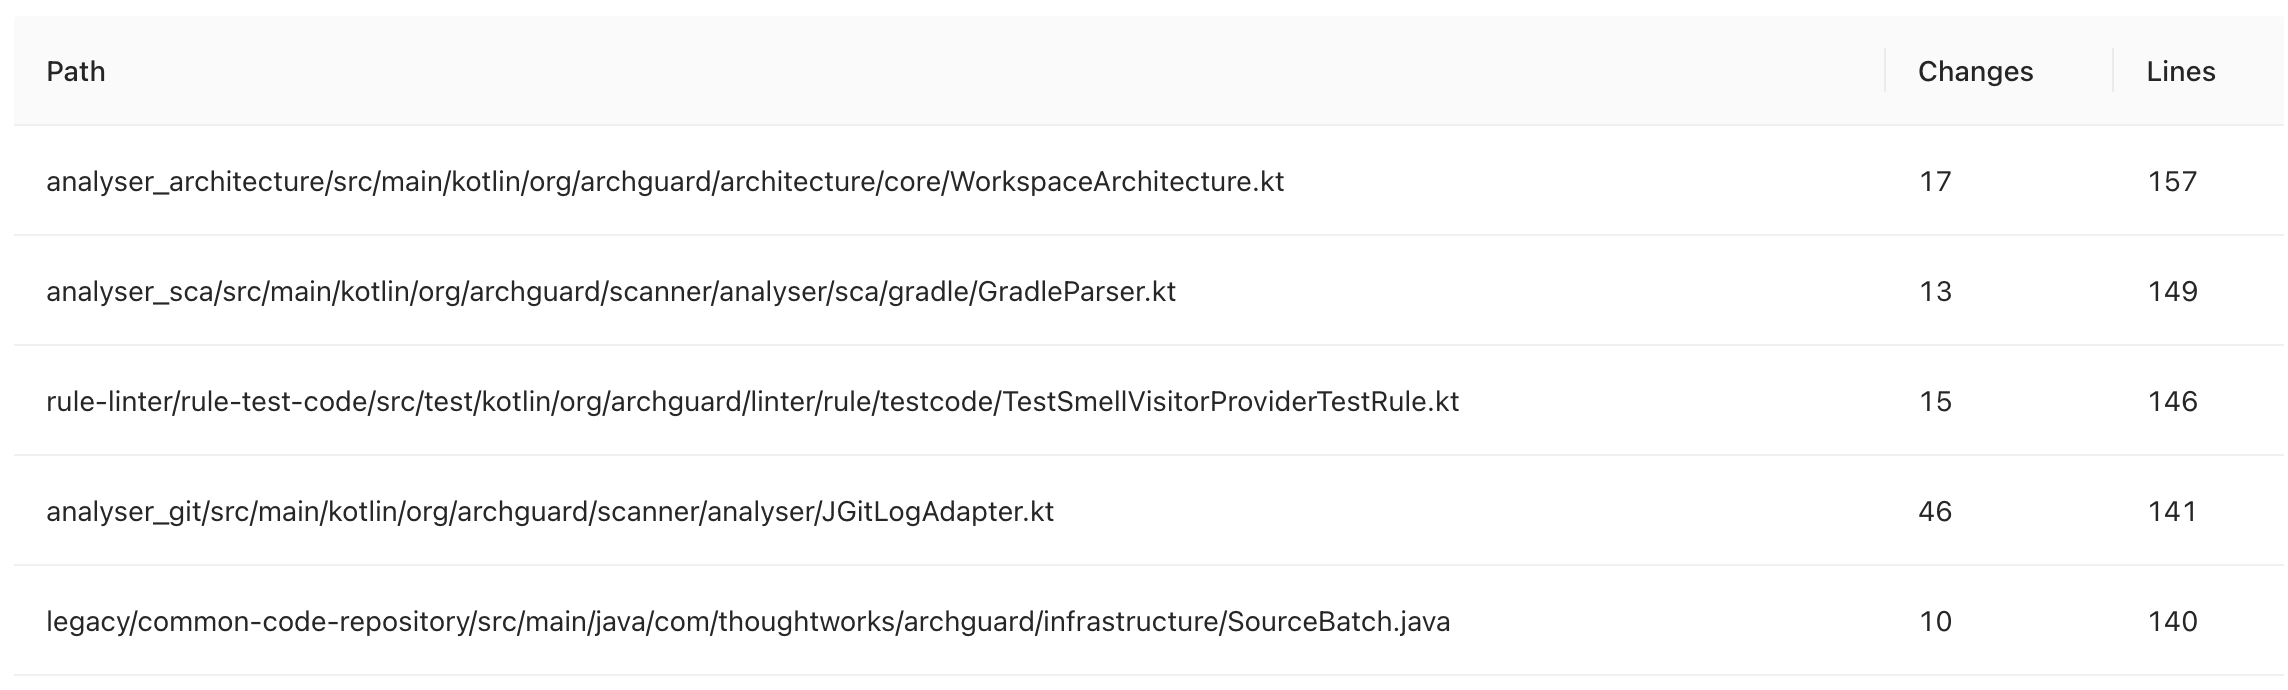 Path Changes Lines
analyser_architecture/src/main/kotlin/org/archguard/architecture/core/WorkspaceArchitecture.kt 17 157
analyser_sca/src/main/kotlin/org/archguard/scanner/analyser/sca/gradle/GradleParser.kt 13 149
rule-linter/rule-test-code/src/test/kotlin/org/archguard/linter/rule/testcode/TestSmellVisitorProviderTestRule.kt 15 146
analyser_git/src/main/kotlin/org/archguard/scanner/analyser/JGitLogAdapter.kt 46 141
legacy/common-code-repository/src/main/java/com/thoughtworks/archguard/infrastructure/SourceBatch.java 10 140